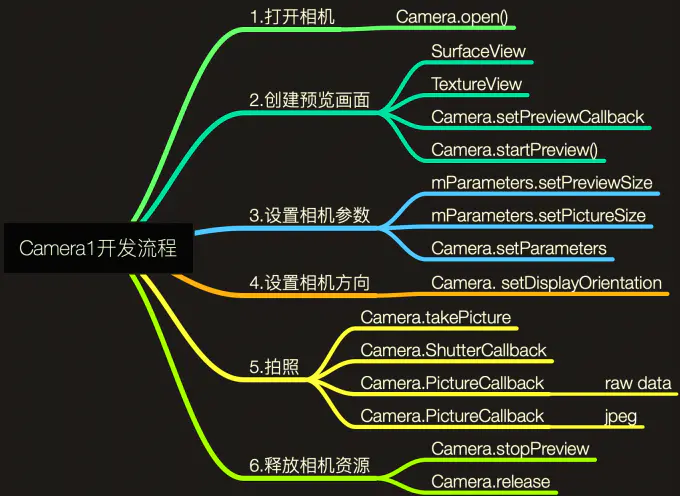 Camera1开发流程
1.打开相机
Camera.open()
2.创建预览画面
SurfaceView
TextureView
Camera.setPreviewCallback
Camera.startPreview()
3.设置相机参数
mParameters.setPreviewSize
mParameters.setPictureSize
Camera.setParameters
4.设置相机方向
Camera. setDisplayOrientation
5.拍照
Camera.takePicture
Camera.ShutterCallback
Camera.PictureCallback raw data
Camera.PictureCallback jpeg
6.释放相机资源
Camera.stopPreview
Camera.release